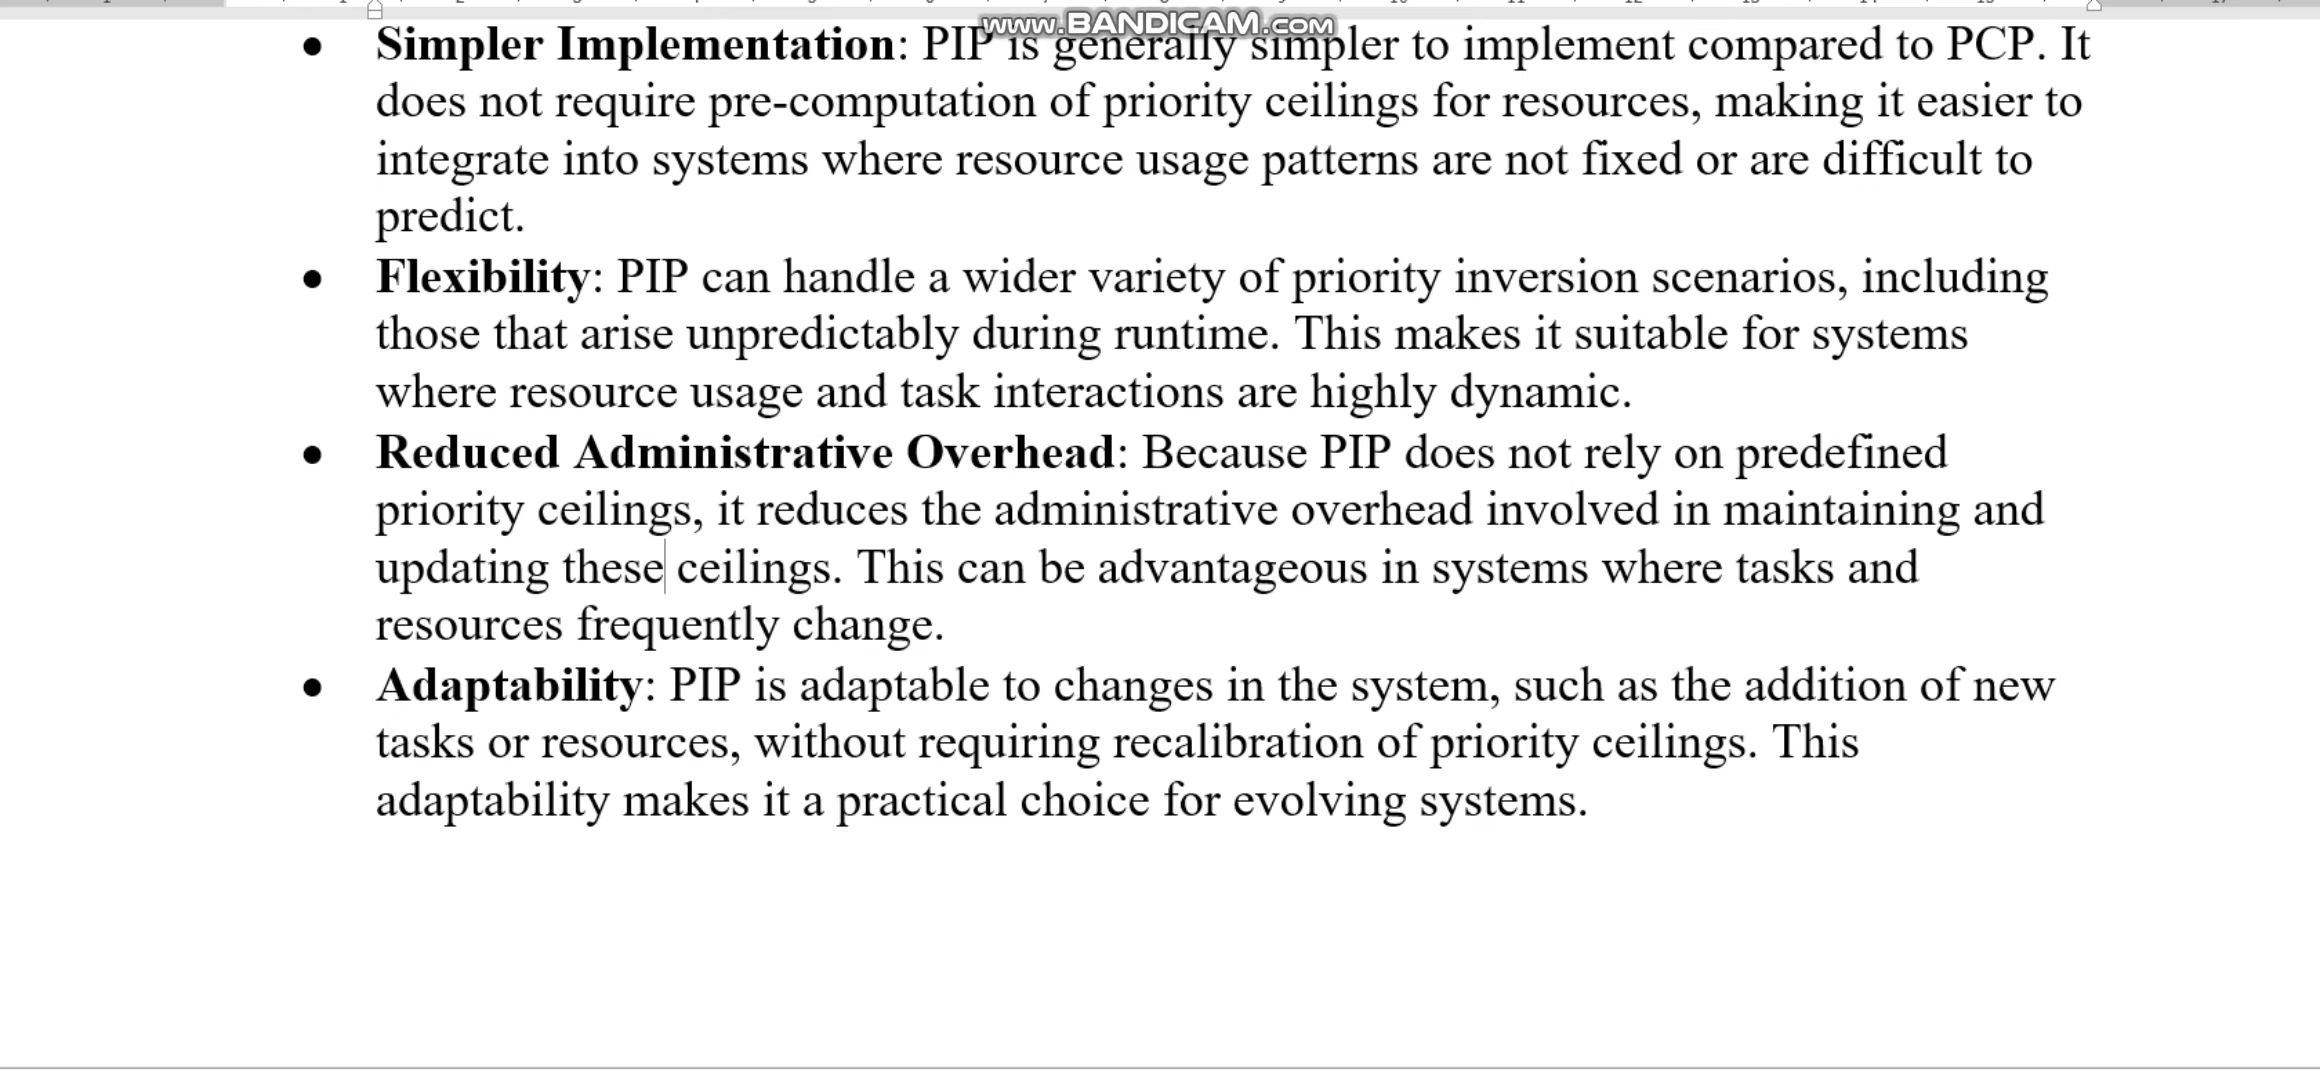 www.BANDICAM.com
• Simpler Implementation: PIP is generally simpler to implement compared to PCP. It
does not require pre-computation of priority ceilings for resources, making it easier to
integrate into systems where resource usage patterns are not fixed or are difficult to
predict.
• Flexibility: PIP can handle a wider variety of priority inversion scenarios, including
those that arise unpredictably during runtime. This makes it suitable for systems
where resource usage and task interactions are highly dynamic.
• Reduced Administrative Overhead: Because PIP does not rely on predefined
priority ceilings, it reduces the administrative overhead involved in maintaining and
updating these ceilings. This can be advantageous in systems where tasks and
resources frequently change.
• Adaptability: PIP is adaptable to changes in the system, such as the addition of new
tasks or resources, without requiring recalibration of priority ceilings. This
adaptability makes it a practical choice for evolving systems.